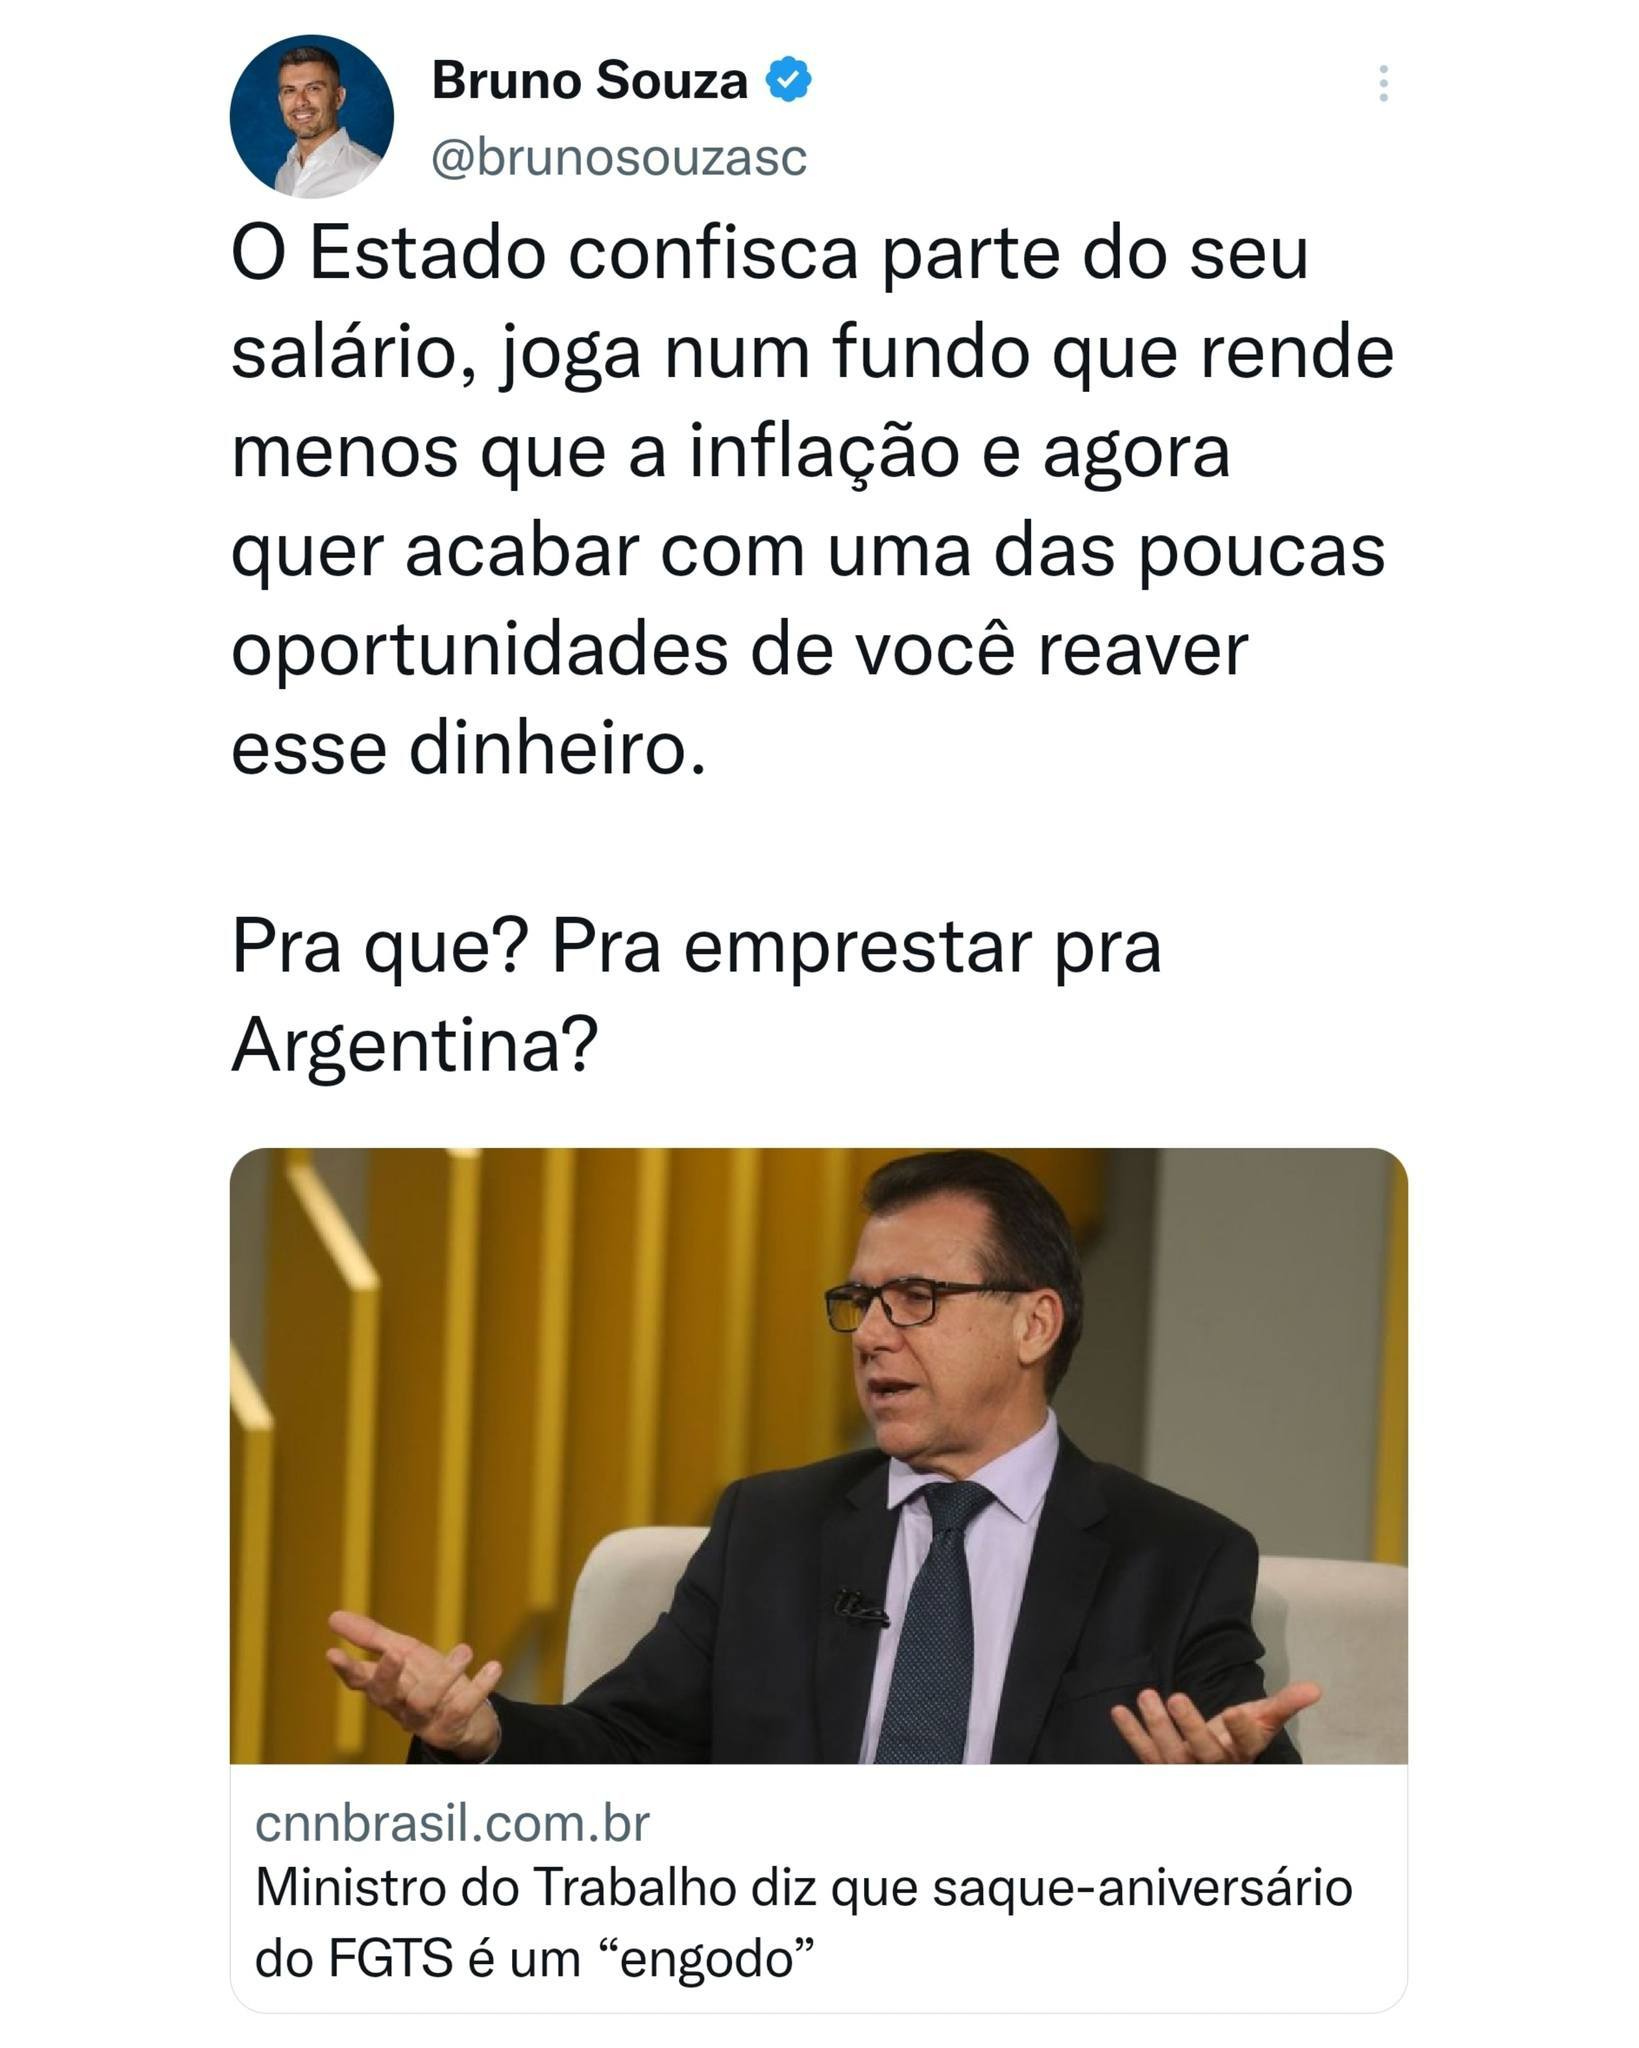 Bruno Souza
@brunosouzasc
O Estado confisca parte do seu
salário, joga num fundo que rende
menos que a inflação e agora
quer acabar com uma das poucas
oportunidades de você reaver
esse dinheiro.
Pra que? Pra emprestar pra
Argentina?
cnnbrasil.com.br
Ministro do Trabalho diz que saque-aniversário
do FGTS é um “engodo”